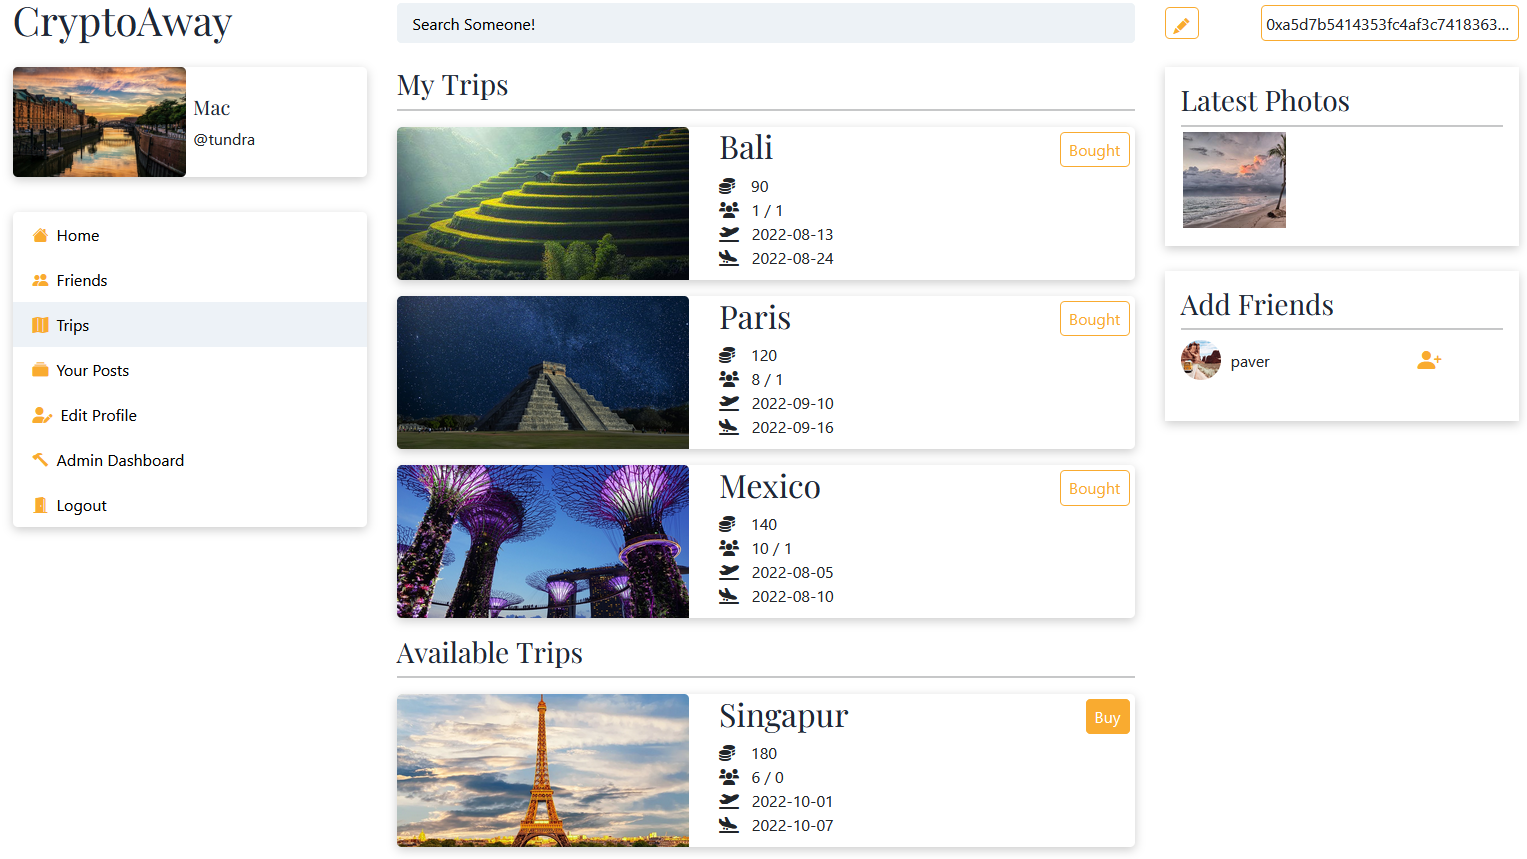 CryptoAway
Search Someone!
0xa5d7b5414353fc4af3c7418363...
Mac
@tundra
Home
Friends
Trips
Your Posts
Edit Profile
Admin Dashboard
Logout
My Trips
Bali
Bought
90
1 / 1
2022-08-13
2022-08-24
Paris
Bought
120
8 / 1
2022-09-10
2022-09-16
Mexico
Bought
140
10 / 1
2022-08-05
2022-08-10
Available Trips
Singapur
Buy
180
6 / 0
2022-10-01
2022-10-07
Latest Photos
Add Friends
paver